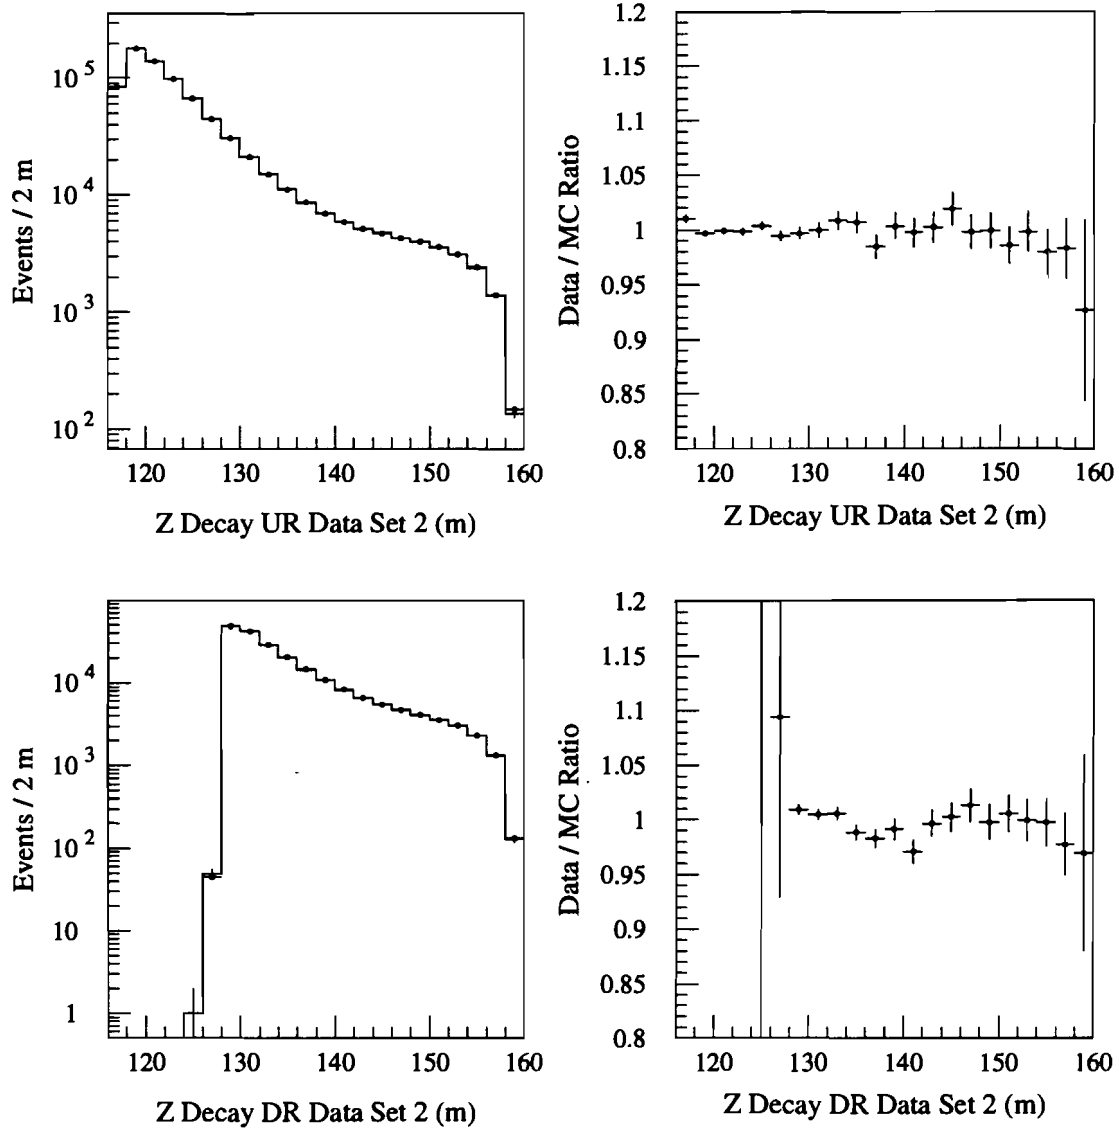 Events / 2 m
10 5
10 4
10 3
10 2
120 130 140 150 160
Z Decay UR Data Set 2 (m)
Data / MC Ratio
1.2
1.15
1.1
1.05
1
0.95
0.9
0.85
0.8
120 130 140 150 160
Z Decay UR Data Set 2 (m)
Events / 2 m
10 4
10 3
10 2
10
1
120 130 140 150 160
Z Decay DR Data Set 2 (m)
Data / MC Ratio
1.2
1.15
1.1
1.05
1
0.95
0.9
0.85
0.8
120 130 140 150 160
Z Decay DR Data Set 2 (m)